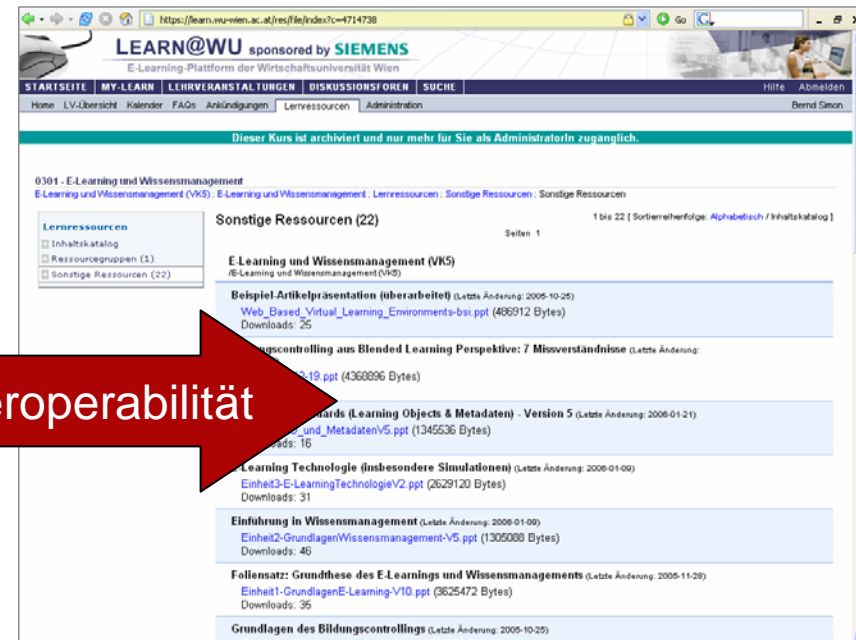 https://learn.wu-wien.ac.at/res/file/index?c=4714738
Go
LEARN@WU sponsored by SIEMENS
E-Learning-Plattform der Wirtschaftsuniversität Wien
STARTSEITE MY-LEARN LEHRVERANSTALTUNGEN DISKUSSIONSFOREN SUCHE Hilfe Abmelden
Home LV-Übersicht Kalender FAQs Ankündigungen Lernressourcen Administration Bernd Simon
Dieser Kurs ist archiviert und nur mehr für Sie als AdministratorIn zugänglich.
0301 - E-Learning und Wissensmanagement
E-Learning und Wissensmanagement (VK5) : E-Learning und Wissensmanagement : Lernressourcen : Sonstige Ressourcen : Sonstige Ressourcen
Lernressourcen
Inhaltskatalog
Ressourcegruppen (1)
Sonstige Ressourcen (22)
Sonstige Ressourcen (22)
1 bis 22 [ Sortierreihenfolge: Alphabetisch / Inhaltskatalog ]
Seiten 1
E-Learning und Wissensmanagement (VK5)
/E-Learning und Wissensmanagement (VK5)
Beispiel-Artikelpräsentation (überarbeitet) (Letzte Änderung: 2005-10-25)
Web_Based_Virtual_Learning_Environments-bsi.ppt (486912 Bytes)
Downloads: 25
ngscontrolling aus Blended Learning Perspektive: 7 Missverständnisse (Letzte Änderung:
-19.ppt (4368896 Bytes)
eroperabilität
ards (Learning Objects & Metadaten) - Version 5 (Letzte Änderung: 2006-01-21)
_und_MetadatenV5.ppt (1345536 Bytes)
ads: 16
E-Learning Technologie (insbesondere Simulationen) (Letzte Änderung: 2006-01-09)
Einheit3-E-LearningTechnologieV2.ppt (2629120 Bytes)
Downloads: 31
Einführung in Wissensmanagement (Letzte Änderung: 2006-01-09)
Einheit2-GrundlagenWissensmanagement-V5.ppt (1305088 Bytes)
Downloads: 46
Foliensatz: Grundthese des E-Learnings und Wissensmanagements (Letzte Änderung: 2005-11-28)
Einheit1-GrundlagenE-Learning-V10.ppt (3625472 Bytes)
Downloads: 35
Grundlagen des Bildungscontrollings (Letzte Änderung: 2005-10-25)